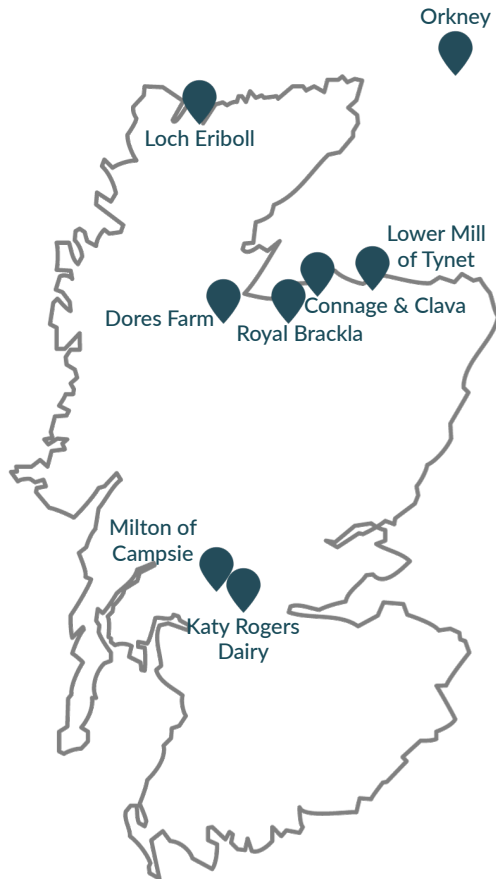 Orkney
Loch Eriboll
Lower Mill
of Tynet
Connage & Clava
Dores Farm
Royal Brackla
Milton of
Campsie
Katy Rogers
Dairy